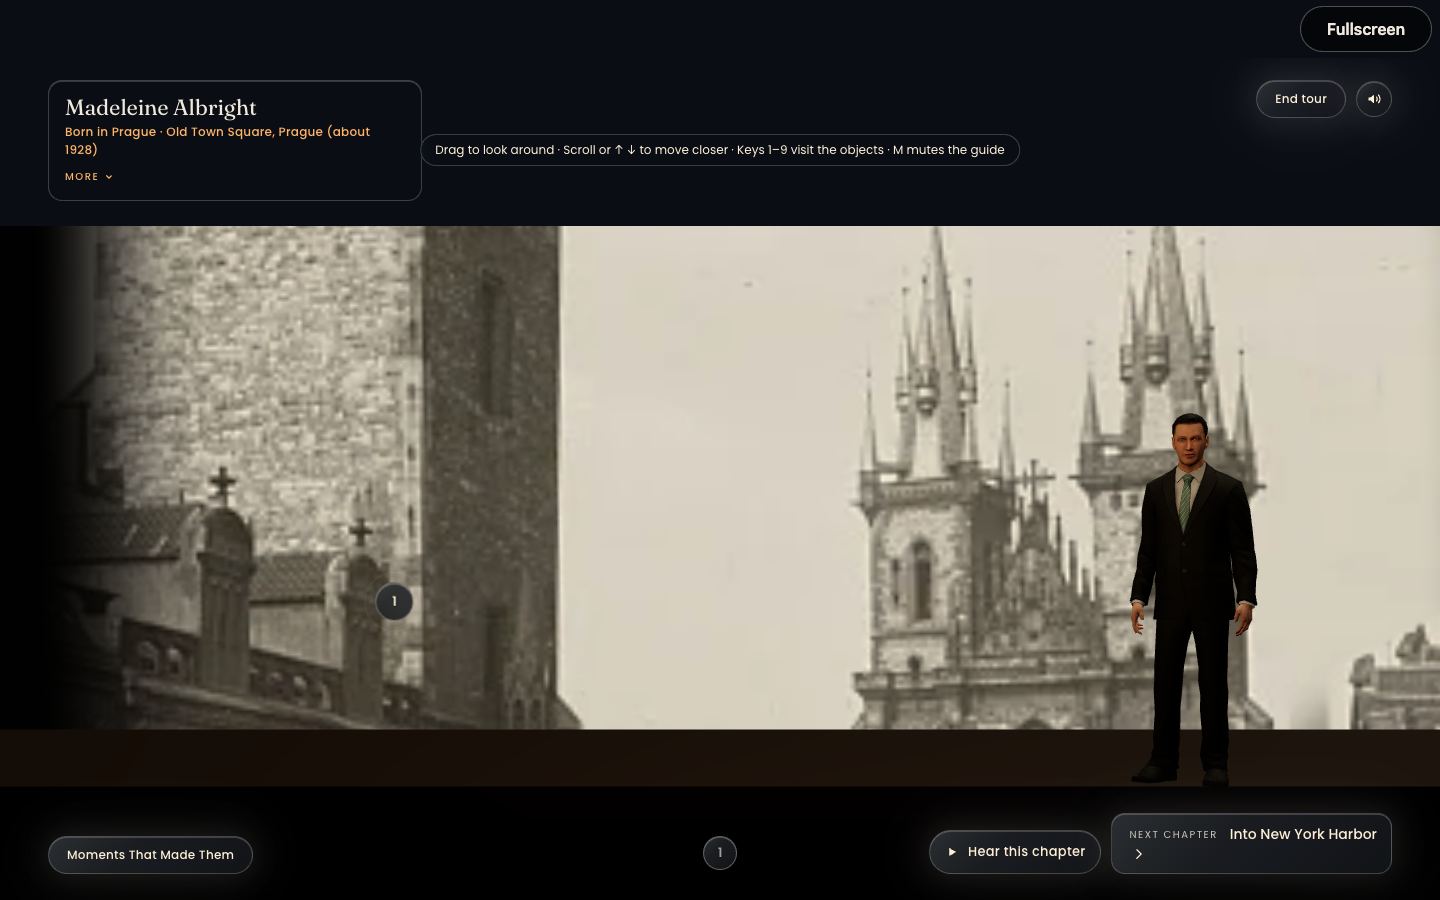 Fullscreen
Madeleine Albright
Born in Prague · Old Town Square, Prague (about
1928)
MORE
Drag to look around · Scroll or ↑ ↓ to move closer · Keys 1–9 visit the objects · M mutes the guide
End tour
1
Moments That Made Them
1
Hear this chapter
NEXT CHAPTER Into New York Harbor